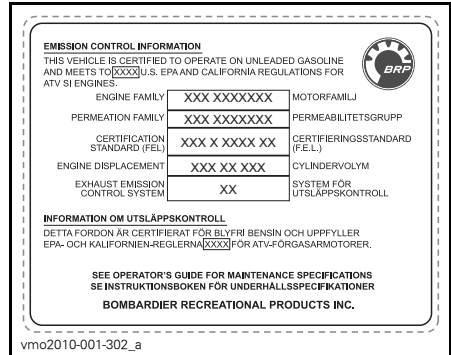 EMISSION CONTROL INFORMATION
THIS VEHICLE IS CERTIFIED TO OPERATE ON UNLEADED GASOLINE
AND MEETS TO XXXX U.S. EPA AND CALIFORNIA REGULATIONS FOR
ATV SI ENGINES.
BRP
ENGINE FAMILY XXX XXXXXXX MOTORFAMILJ
PERMEATION FAMILY XXX XXXXXXX PERMEABILITETSGRUPP
CERTIFICATION STANDARD (FEL) XXX X XXXX XX CERTIFIERINGSSTANDARD (F.E.L.)
ENGINE DISPLACEMENT XXX XX XXX CYLINDERVOLYM
EXHAUST EMISSION CONTROL SYSTEM XX SYSTEM FÖR UTSLÄPPSKONTROLL
INFORMATION OM UTSLÄPPSKONTROLL
DETTA FORDON ÄR CERTIFIERAT FÖR BLYFRI BENSIN OCH UPPFYLLER
EPA- OCH KALIFORNIEN-REGLERNA XXXX FÖR ATV-FÖRGASARMOTORER.
SEE OPERATOR'S GUIDE FOR MAINTENANCE SPECIFICATIONS
SE INSTRUKTIONSBOKEN FÖR UNDERHÅLLSSPECIFIKATIONER
BOMBARDIER RECREATIONAL PRODUCTS INC.
vmo2010-001-302_a